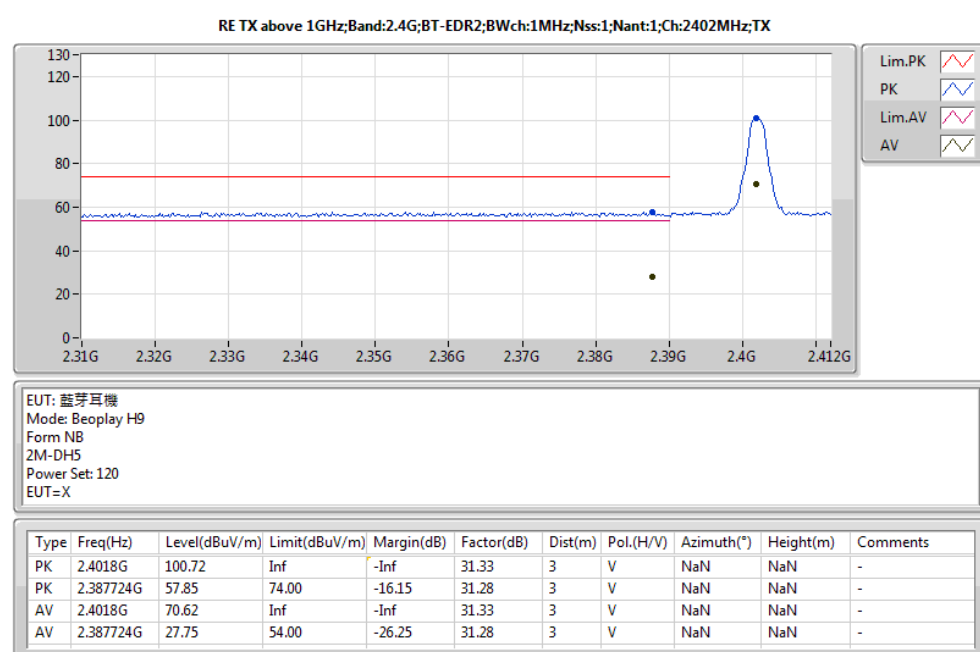 RE TX above 1GHz;Band:2.4G;BT-EDR2;BWch:1MHz;Nss:1;Nant:1;Ch:2402MHz;TX
130
120
100
80
60
40
20
0
2.31G 2.32G 2.33G 2.34G 2.35G 2.36G 2.37G 2.38G 2.39G 2.4G 2.412G
Lim.PK
PK
Lim.AV
AV
EUT: 藍芽耳機
Mode: Beoplay H9
Form NB
2M-DH5
Power Set: 120
EUT=X
Type Freq(Hz) Level(dBuV/m) Limit(dBuV/m) Margin(dB) Factor(dB) Dist(m) Pol.(H/V) Azimuth(°) Height(m) Comments
PK 2.4018G 100.72 Inf -Inf 31.33 3 V NaN NaN -
PK 2.387724G 57.85 74.00 -16.15 31.28 3 V NaN NaN -
AV 2.4018G 70.62 Inf -Inf 31.33 3 V NaN NaN -
AV 2.387724G 27.75 54.00 -26.25 31.28 3 V NaN NaN -